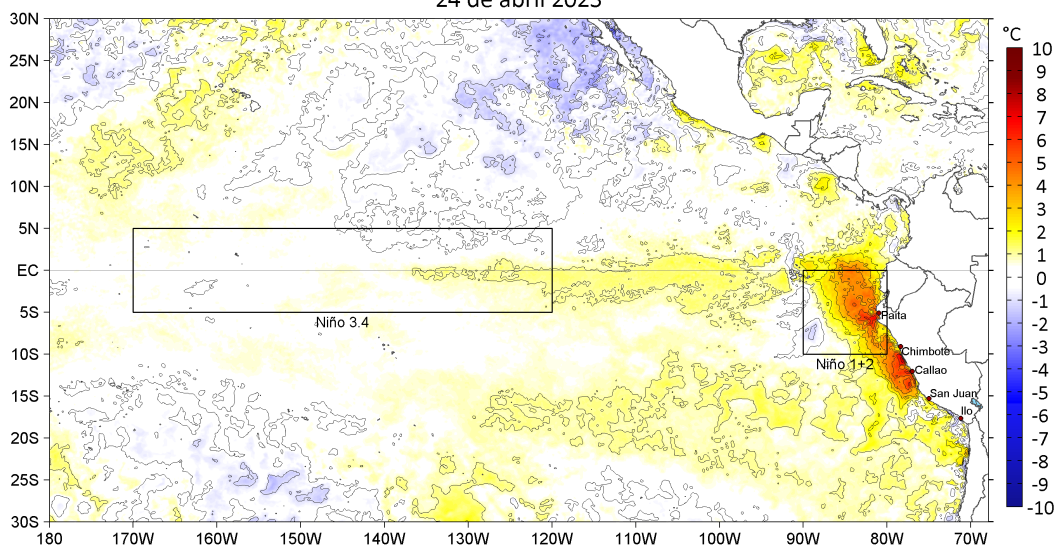 24 de abril 2023
30N
25N
20N
15N
10N
5N
EC
5S
10S
15S
20S
25S
30S
180
170W
160W
150W
140W
130W
120W
110W
100W
90W
80W
70W
Niño 3.4
Niño 1+2
Paita
Chimbote
Callao
San Juan
Ilo
°C
10
9
8
7
6
5
4
3
2
1
0
-1
-2
-3
-4
-5
-6
-7
-8
-9
-10